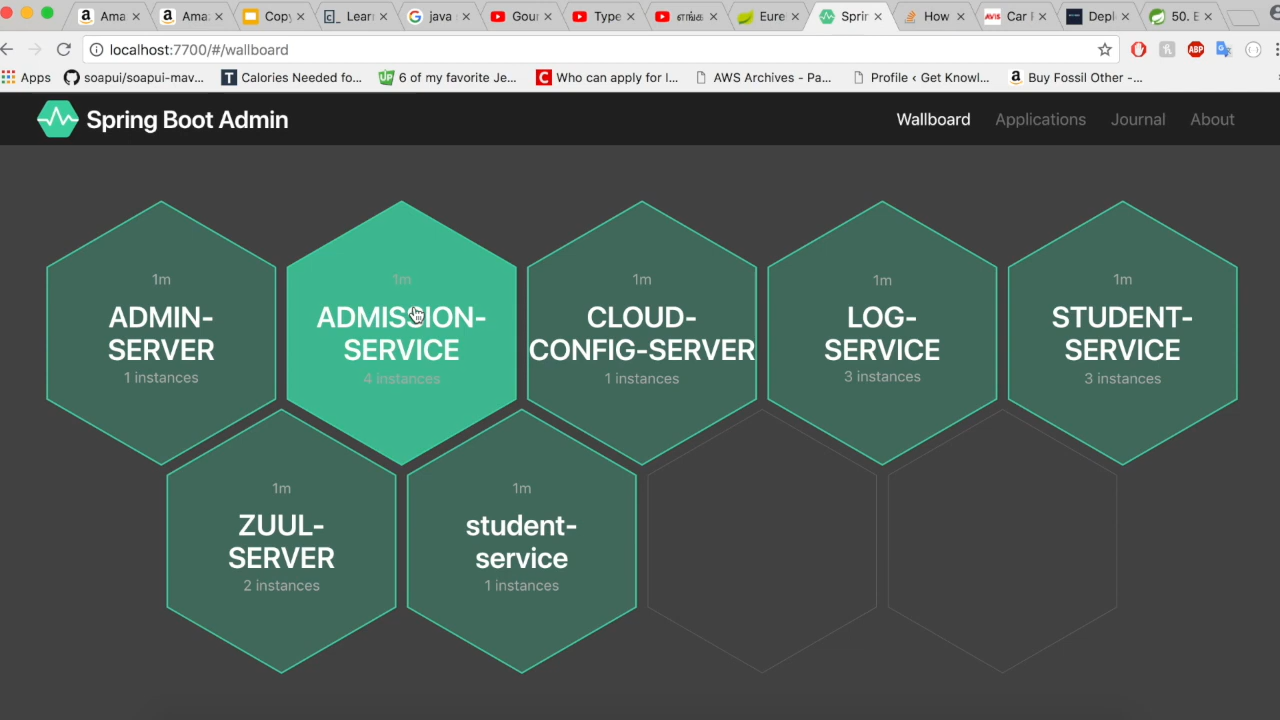 Ama
Ama:
Copy
Lear
java
Gour
Type
எங்க
Eure
Sprir
How
Car F
Depl
50. E
localhost:7700/#/wallboard
Apps
soapui/soapui-mav...
Calories Needed fo...
6 of my favorite Je...
Who can apply for I...
AWS Archives - Pa...
Profile ‹ Get Knowl...
Buy Fossil Other -...
Spring Boot Admin
Wallboard
Applications
Journal
About
1m
ADMIN-
SERVER
1 instances
1m
ADMISSION-
SERVICE
4 instances
1m
CLOUD-
CONFIG-SERVER
1 instances
1m
LOG-
SERVICE
3 instances
1m
STUDENT-
SERVICE
3 instances
1m
ZUUL-
SERVER
2 instances
1m
student-
service
1 instances